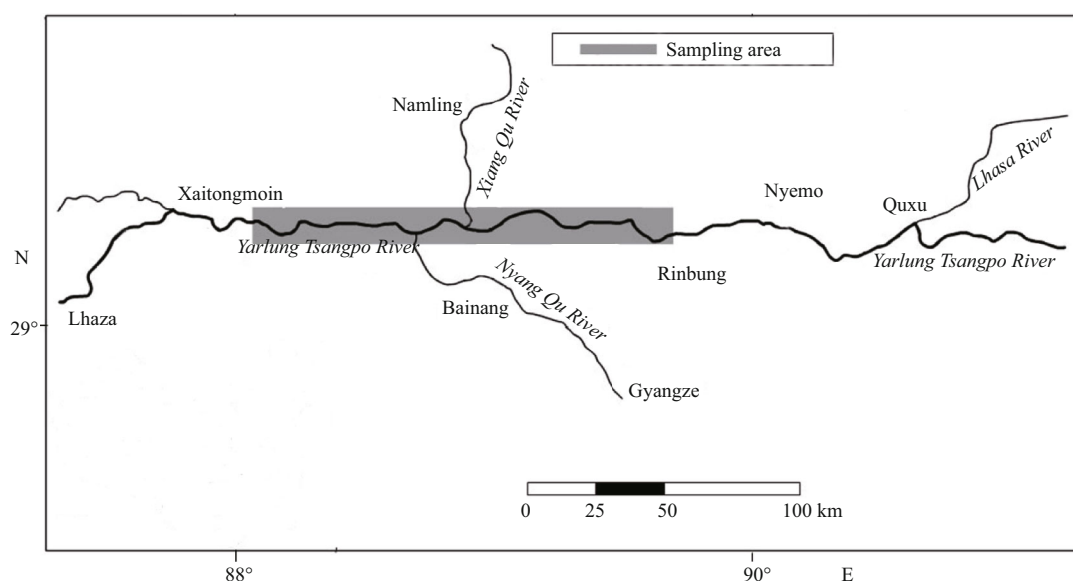 Sampling area
Namling
Xiang Qu River
Lhasa River
Xaitongmoin
Nyemo
Quxu
Yarlung Tsangpo River
Yarlung Tsangpo River
N
Rinbung
Nyang Qu River
Bainang
Lhaza
29°
Gyangze
0 25 50 100 km
88° 90° E